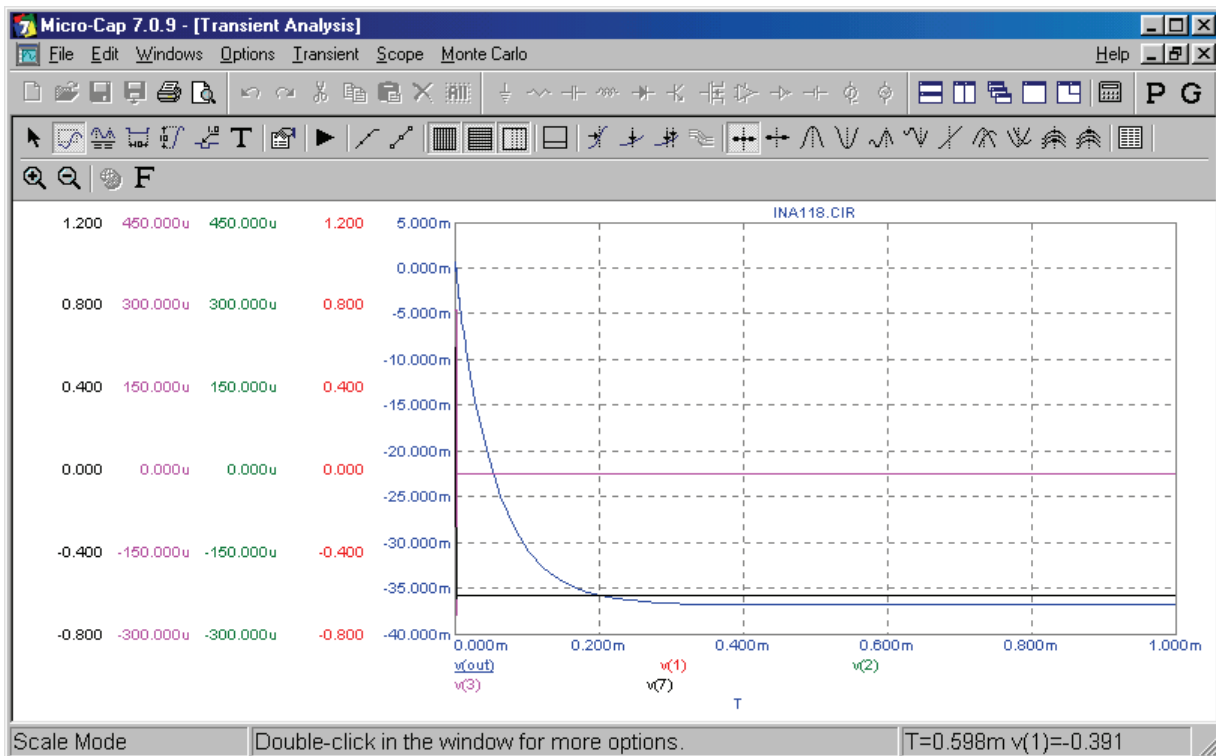 Micro-Cap 7.0.9 - [Transient Analysis]
File Edit Windows Options Transient Scope Monte Carlo Help
P G
T
F
INA118.CIR
1.200 450.000u 450.000u 1.200 5.000m
0.000m
0.800 300.000u 300.000u 0.800 -5.000m
-10.000m
0.400 150.000u 150.000u 0.400 -15.000m
-20.000m
0.000 0.000u 0.000u 0.000
-25.000m
-30.000m
-0.400 -150.000u -150.000u -0.400
-35.000m
-0.800 -300.000u -300.000u -0.800 -40.000m
0.000m 0.200m 0.400m 0.600m 0.800m 1.000m
v(out) v(1) v(2)
v(3) v(7)
T
Scale Mode Double-click in the window for more options. T=0.598m v(1)=-0.391